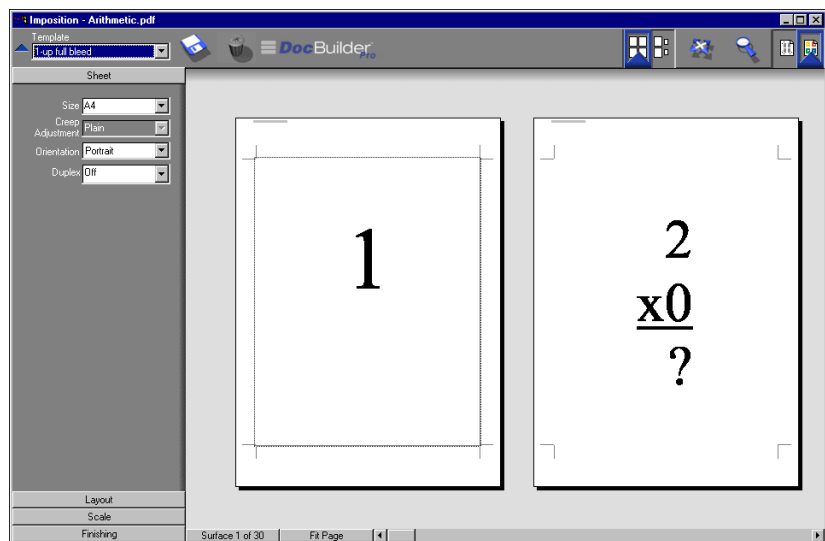 Imposition - Arithmetic.pdf
Template
1-up full bleed
DocBuilder Pro
Sheet
Size A4
Creep Adjustment Plain
Orientation Portrait
Duplex Off
1
2
x0
?
Layout
Scale
Finishing
Surface 1 of 30
Fit Page